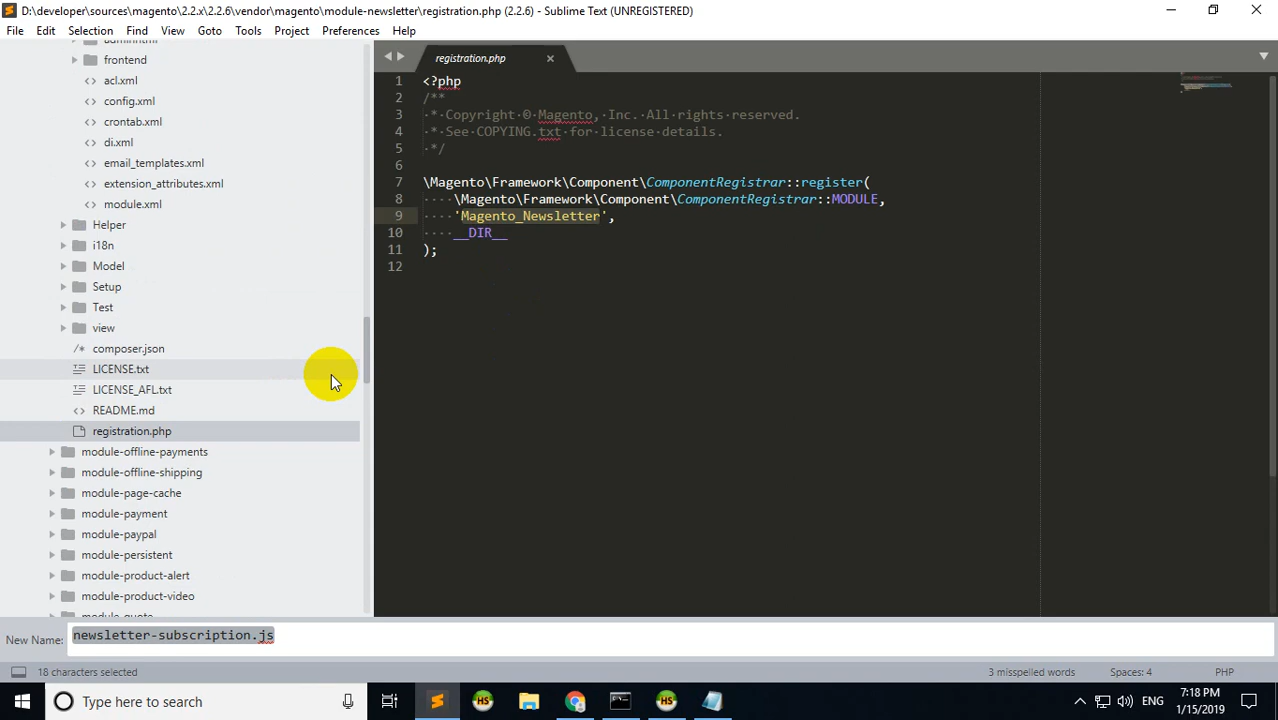 D:\developer\sources\magento\2.2.x\2.2.6\vendor\magento\module-newsletter\registration.php (2.2.6) - Sublime Text (UNREGISTERED)
File Edit Selection Find View Goto Tools Project Preferences Help
adminhtml
frontend
acl.xml
config.xml
crontab.xml
di.xml
email_templates.xml
extension_attributes.xml
module.xml
Helper
i18n
Model
Setup
Test
view
composer.json
LICENSE.txt
LICENSE_AFL.txt
README.md
registration.php
module-offline-payments
module-offline-shipping
module-page-cache
module-payment
module-paypal
module-persistent
module-product-alert
module-product-video
module-quote
registration.php
1 <?php
2 /**
3 * Copyright © Magento, Inc. All rights reserved.
4 * See COPYING.txt for license details.
5 */
6
7 \Magento\Framework\Component\ComponentRegistrar::register(
8 \Magento\Framework\Component\ComponentRegistrar::MODULE,
9 'Magento_Newsletter',
10 __DIR__
11 );
12
New Name: newsletter-subscription.js
18 characters selected 3 misspelled words Spaces: 4 PHP
Type here to search HS HS ENG 7:18 PM
1/15/2019